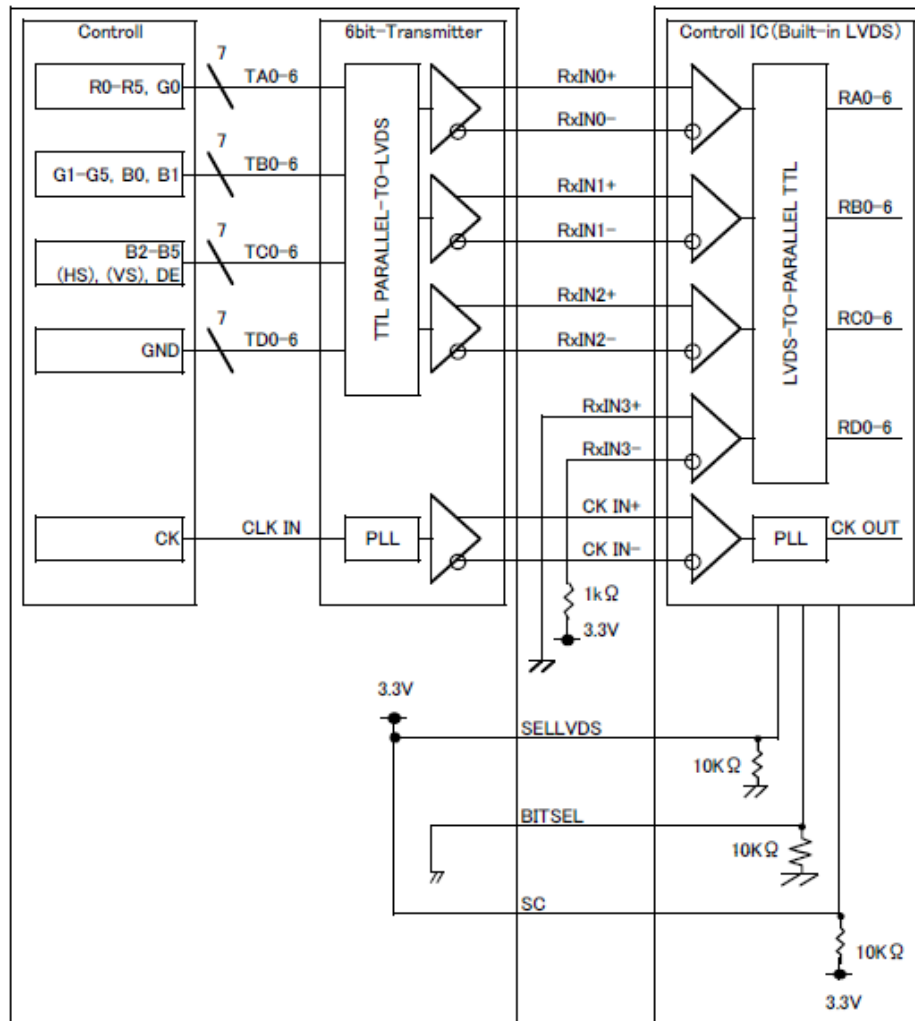 Controll
6bit-Transmitter
Controll IC(Built-in LVDS)
7
R0-R5, G0
TA0-6
RxIN0+
RxIN0-
RA0-6
7
G1-G5, B0, B1
TB0-6
RxIN1+
RxIN1-
RB0-6
7
B2-B5
(HS), (VS), DE
TC0-6
RxIN2+
RxIN2-
RC0-6
7
GND
TD0-6
RxIN3+
RxIN3-
RD0-6
TTL PARALLEL-TO-LVDS
LVDS-TO-PARALLEL TTL
CK
CLK IN
PLL
CK IN+
CK IN-
PLL
CK OUT
1kΩ
3.3V
3.3V
SELLVDS
10KΩ
BITSEL
10KΩ
SC
10KΩ
3.3V